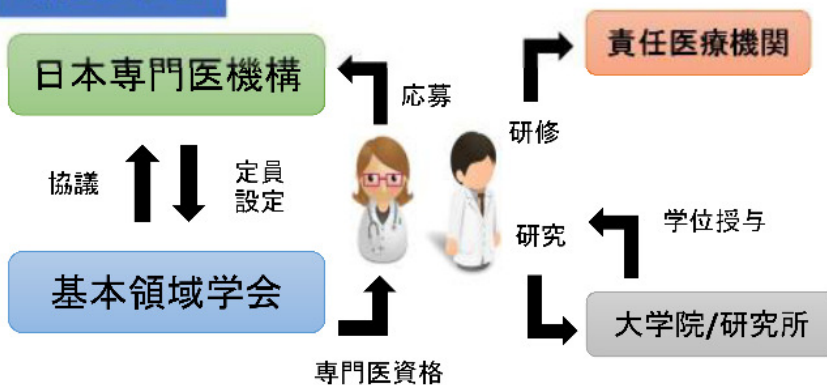 日本専門医機構
責任医療機関
応募
研修
協議
定員
設定
研究
学位授与
基本領域学会
大学院/研究所
専門医資格